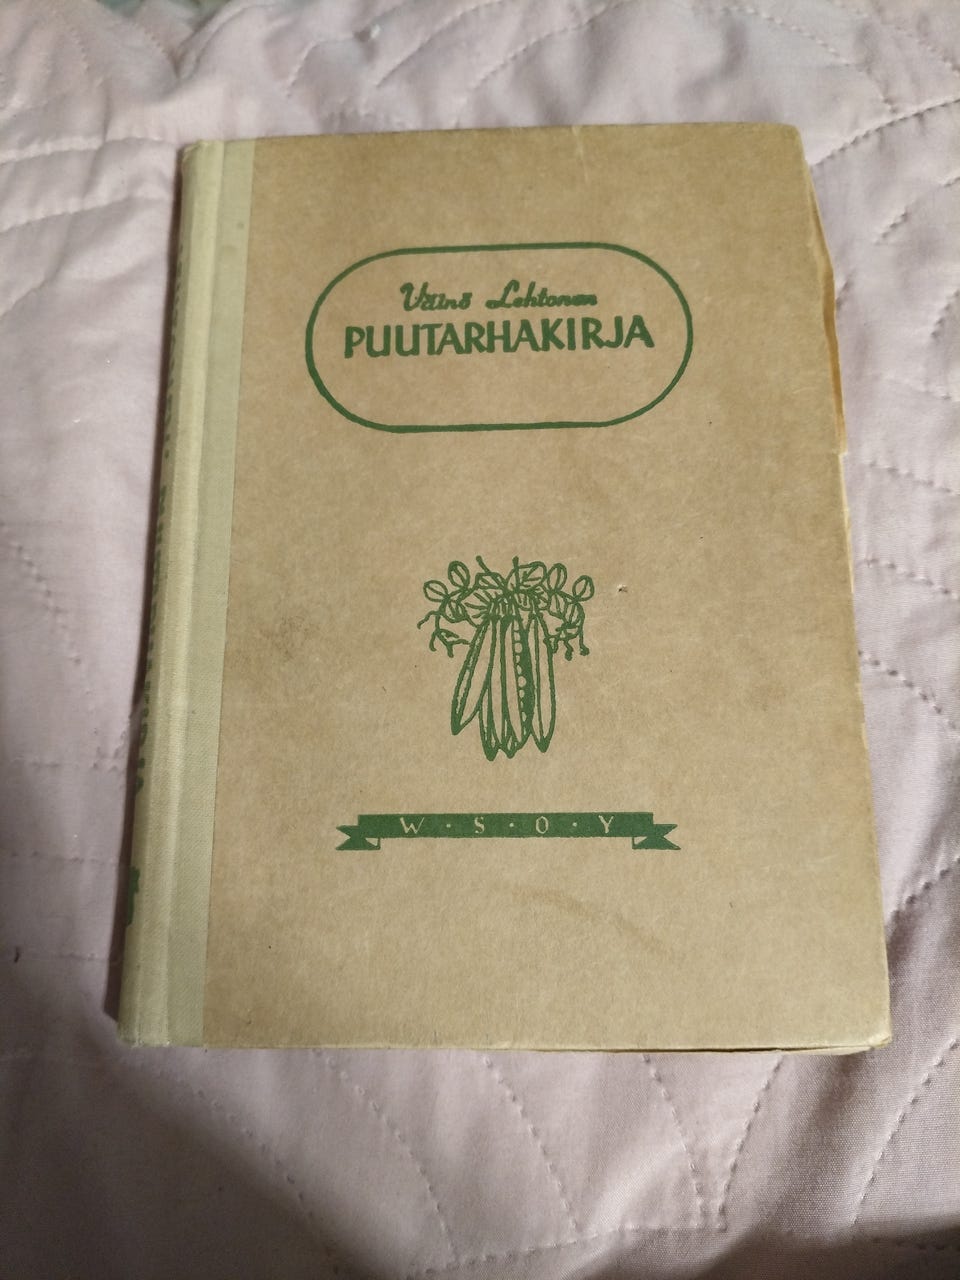 Väinö Lehtonen
PUUTARHAKIRJA
W · S · O · Y